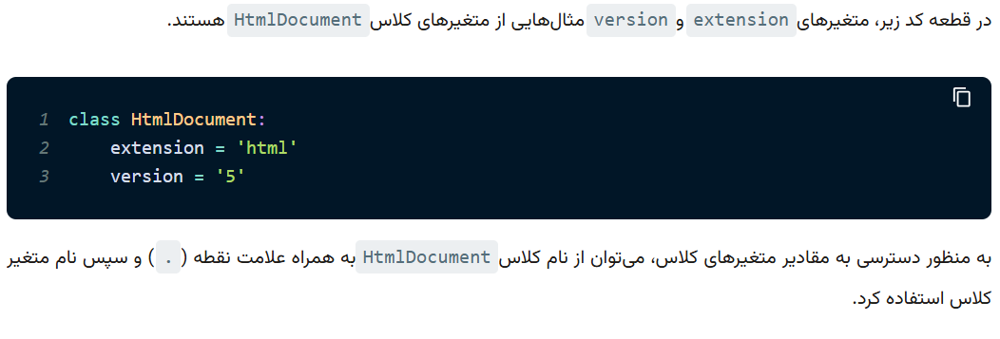 در قطعه کد زیر، متغیرهای extension و version مثال‌هایی از متغیرهای کلاس HtmlDocument هستند.
1 class HtmlDocument:
2     extension = 'html'
3     version = '5'
به منظور دسترسی به مقادیر متغیرهای کلاس، می‌توان از نام کلاس HtmlDocument به همراه علامت نقطه ( . ) و سپس نام متغیر
کلاس استفاده کرد.